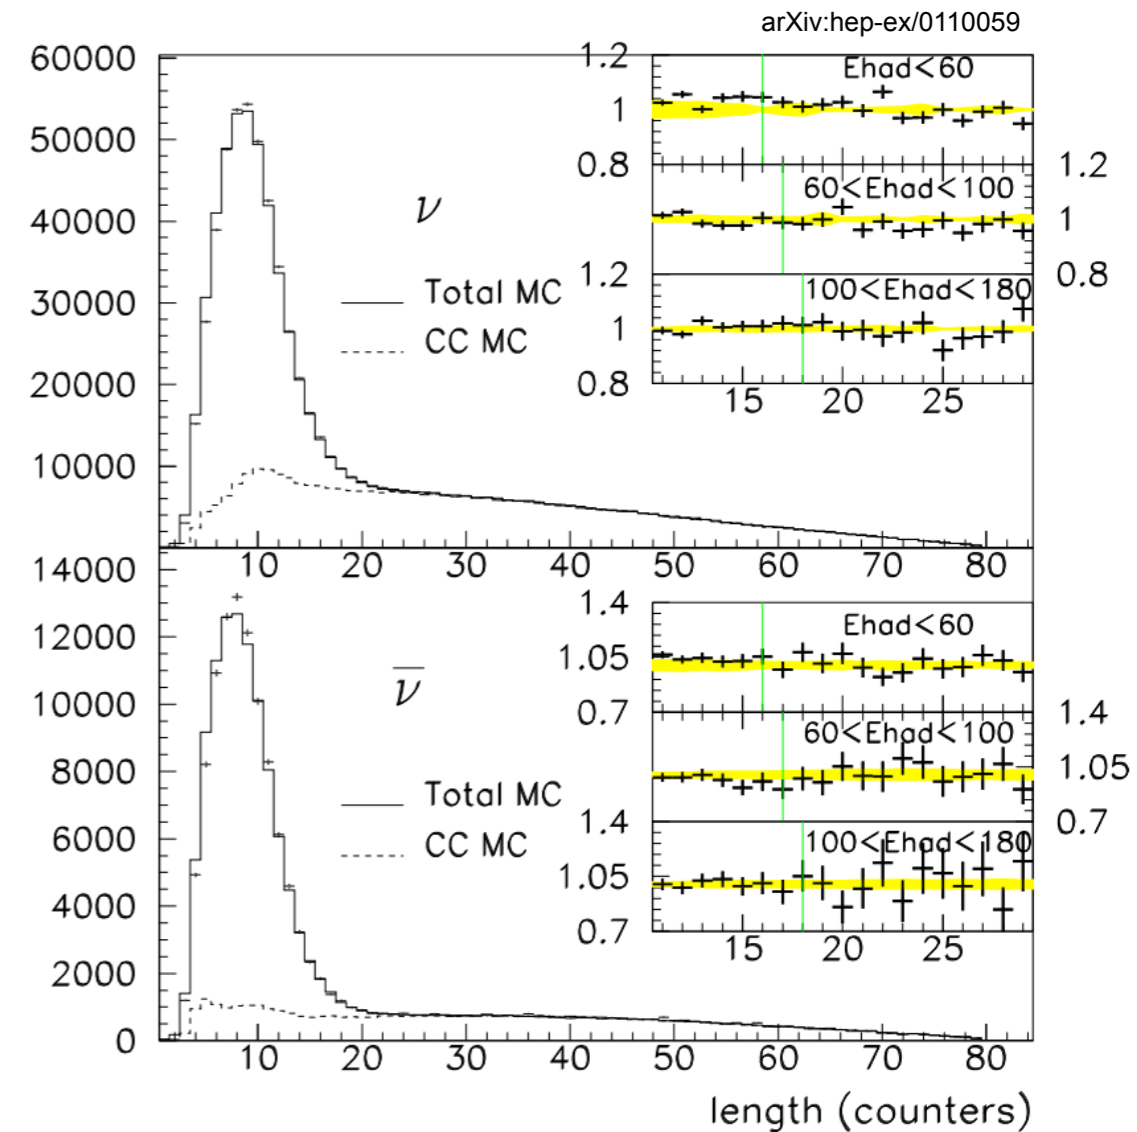 arXiv:hep-ex/0110059
60000
50000
40000
30000
20000
10000
ν
Total MC
CC MC
1.2
1
0.8
Ehad<60
60<Ehad<100
1.2
1
0.8
1.2
1
0.8
100<Ehad<180
15 20 25
10 20 30 40 50 60 70 80
14000
12000
10000
8000
6000
4000
2000
0
ν̅
Total MC
CC MC
1.4
1.05
0.7
Ehad<60
60<Ehad<100
1.4
1.05
0.7
1.4
1.05
0.7
100<Ehad<180
15 20 25
10 20 30 40 50 60 70 80
length (counters)